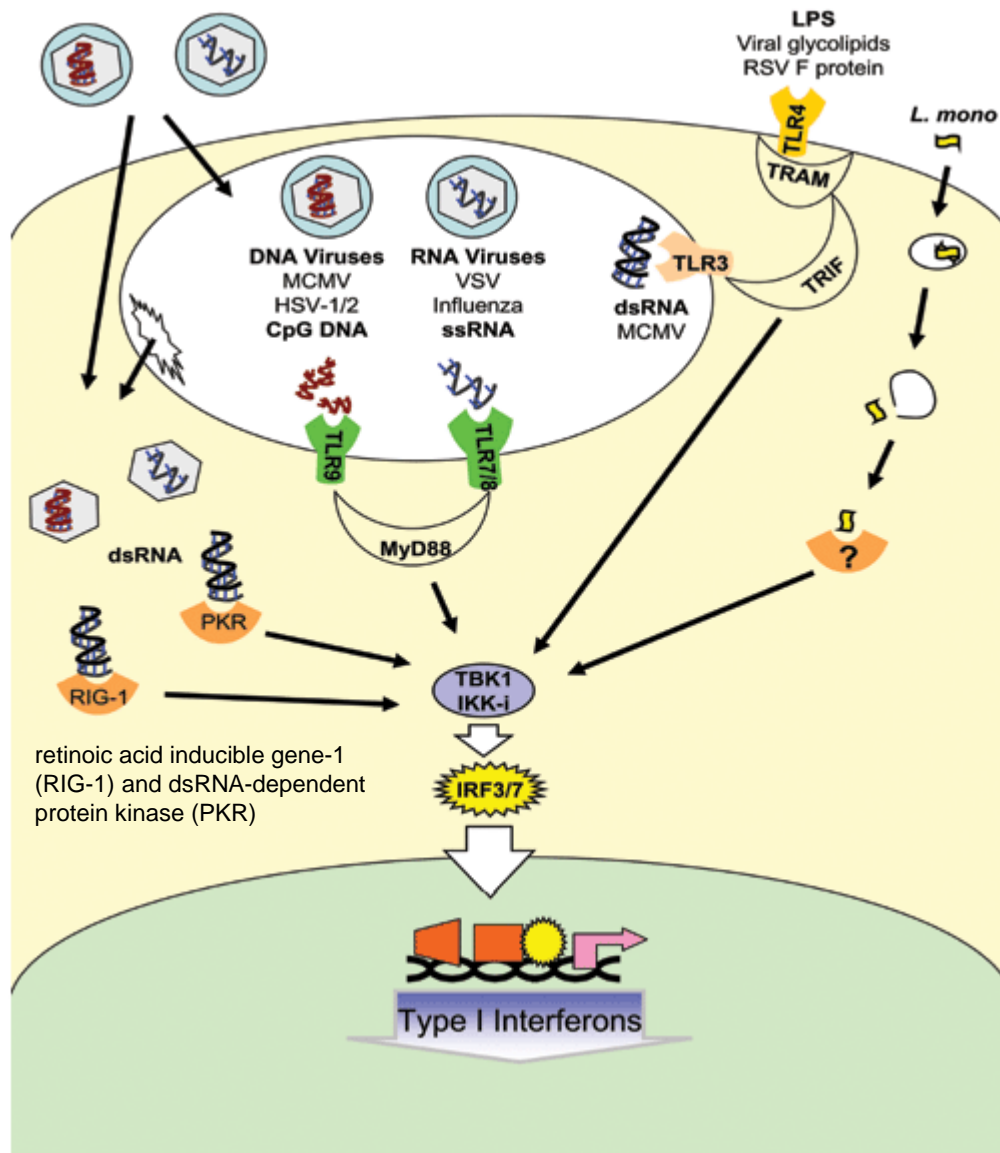 LPS
Viral glycolipids
RSV F protein
TLR4
TRAM
TRIF
L. mono
DNA Viruses
MCMV
HSV-1/2
CpG DNA
RNA Viruses
VSV
Influenza
ssRNA
TLR3
dsRNA
MCMV
TLR9
TLR7/8
MyD88
?
dsRNA
PKR
RIG-1
TBK1
IKK-i
retinoic acid inducible gene-1
(RIG-1) and dsRNA-dependent
protein kinase (PKR)
IRF3/7
Type I Interferons